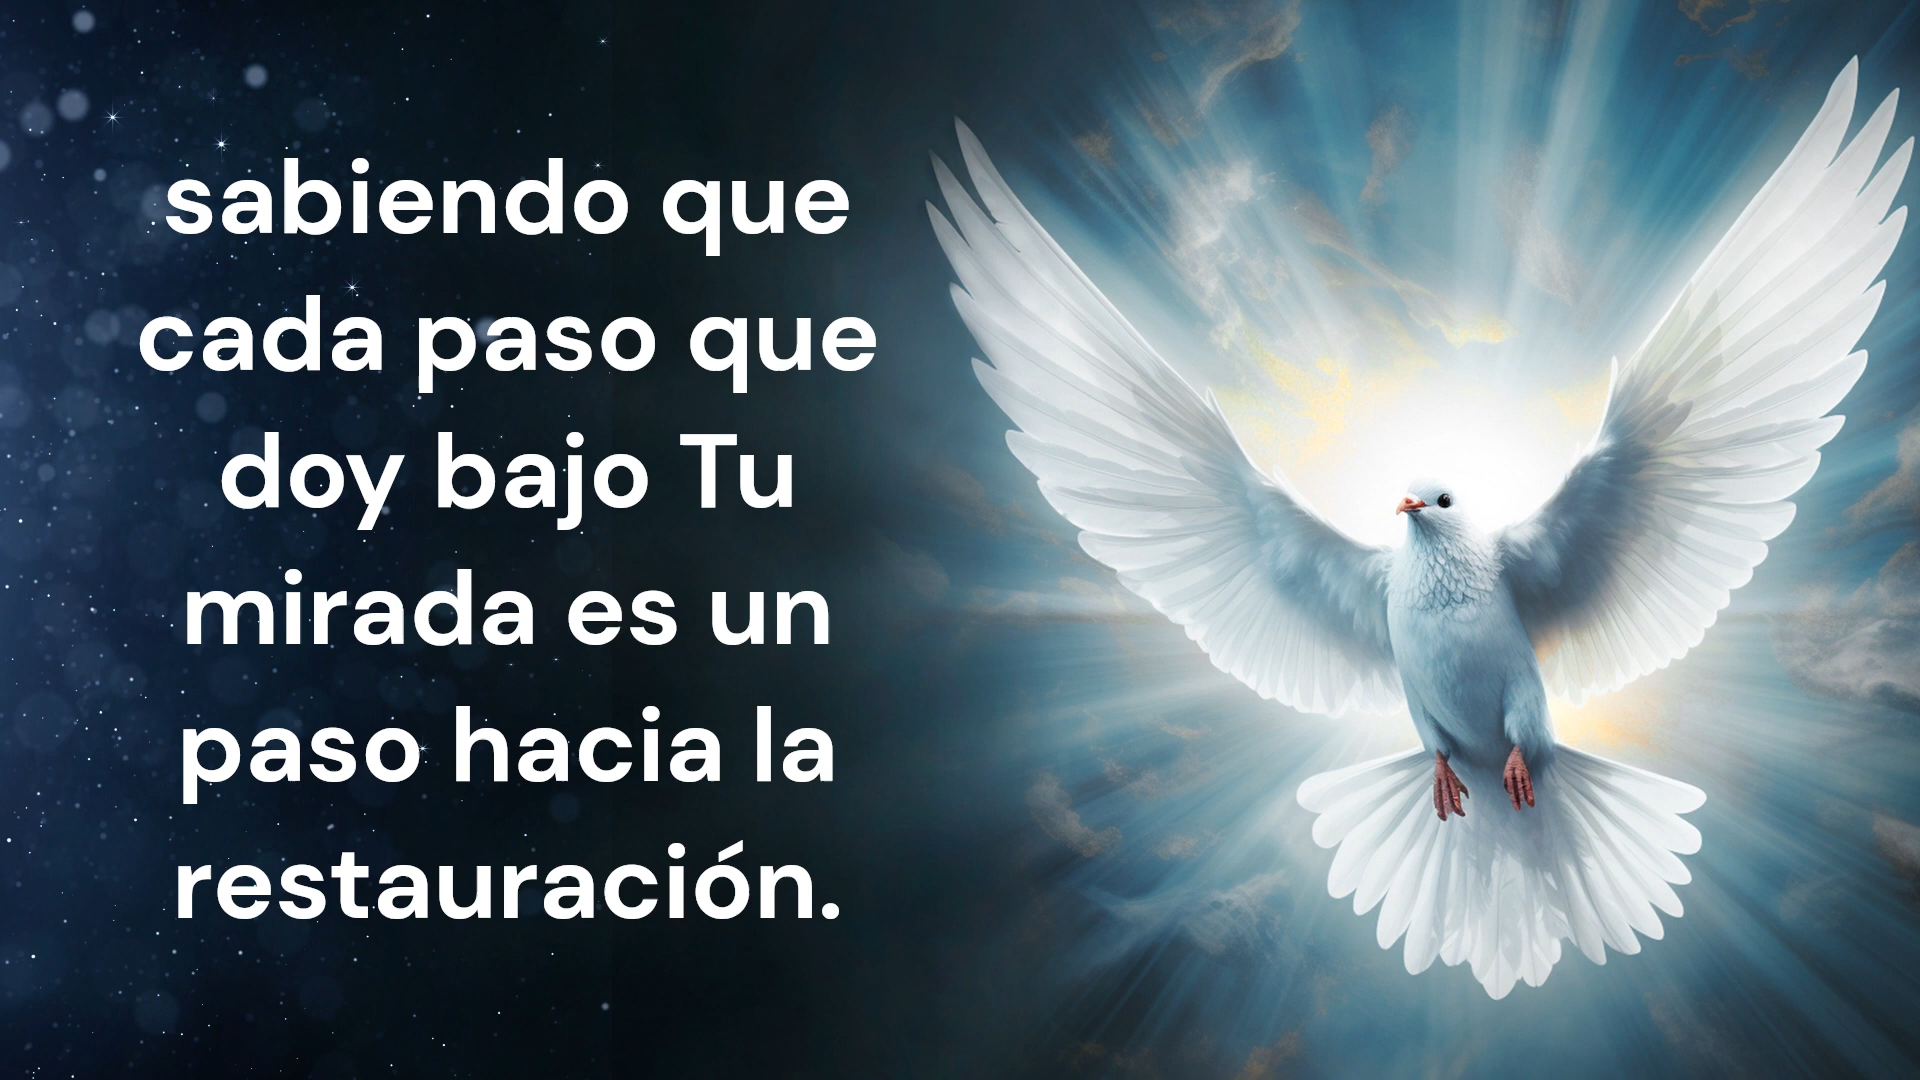 sabiendo que
cada paso que
doy bajo Tu
mirada es un
paso hacia la
restauración.